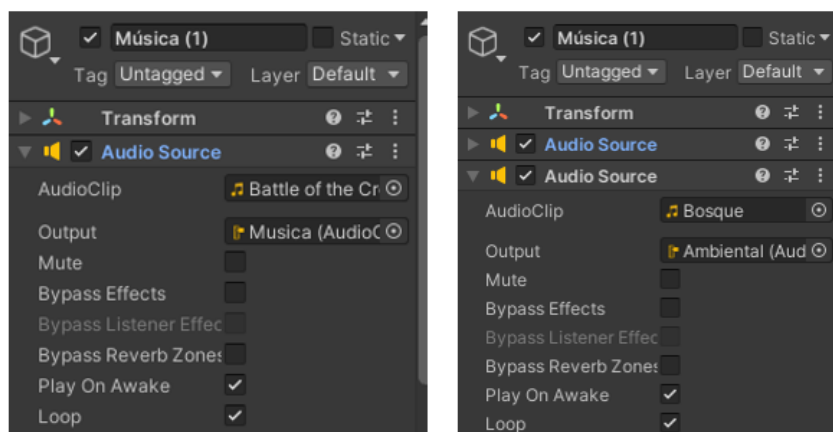 Música (1)
Static
Tag Untagged Layer Default
Transform
Audio Source
AudioClip Battle of the Cr
Output Musica (AudioC
Mute
Bypass Effects
Bypass Listener Effec
Bypass Reverb Zones
Play On Awake
Loop
Música (1)
Static
Tag Untagged Layer Default
Transform
Audio Source
Audio Source
AudioClip Bosque
Output Ambiental (Aud
Mute
Bypass Effects
Bypass Listener Effec
Bypass Reverb Zones
Play On Awake
Loop